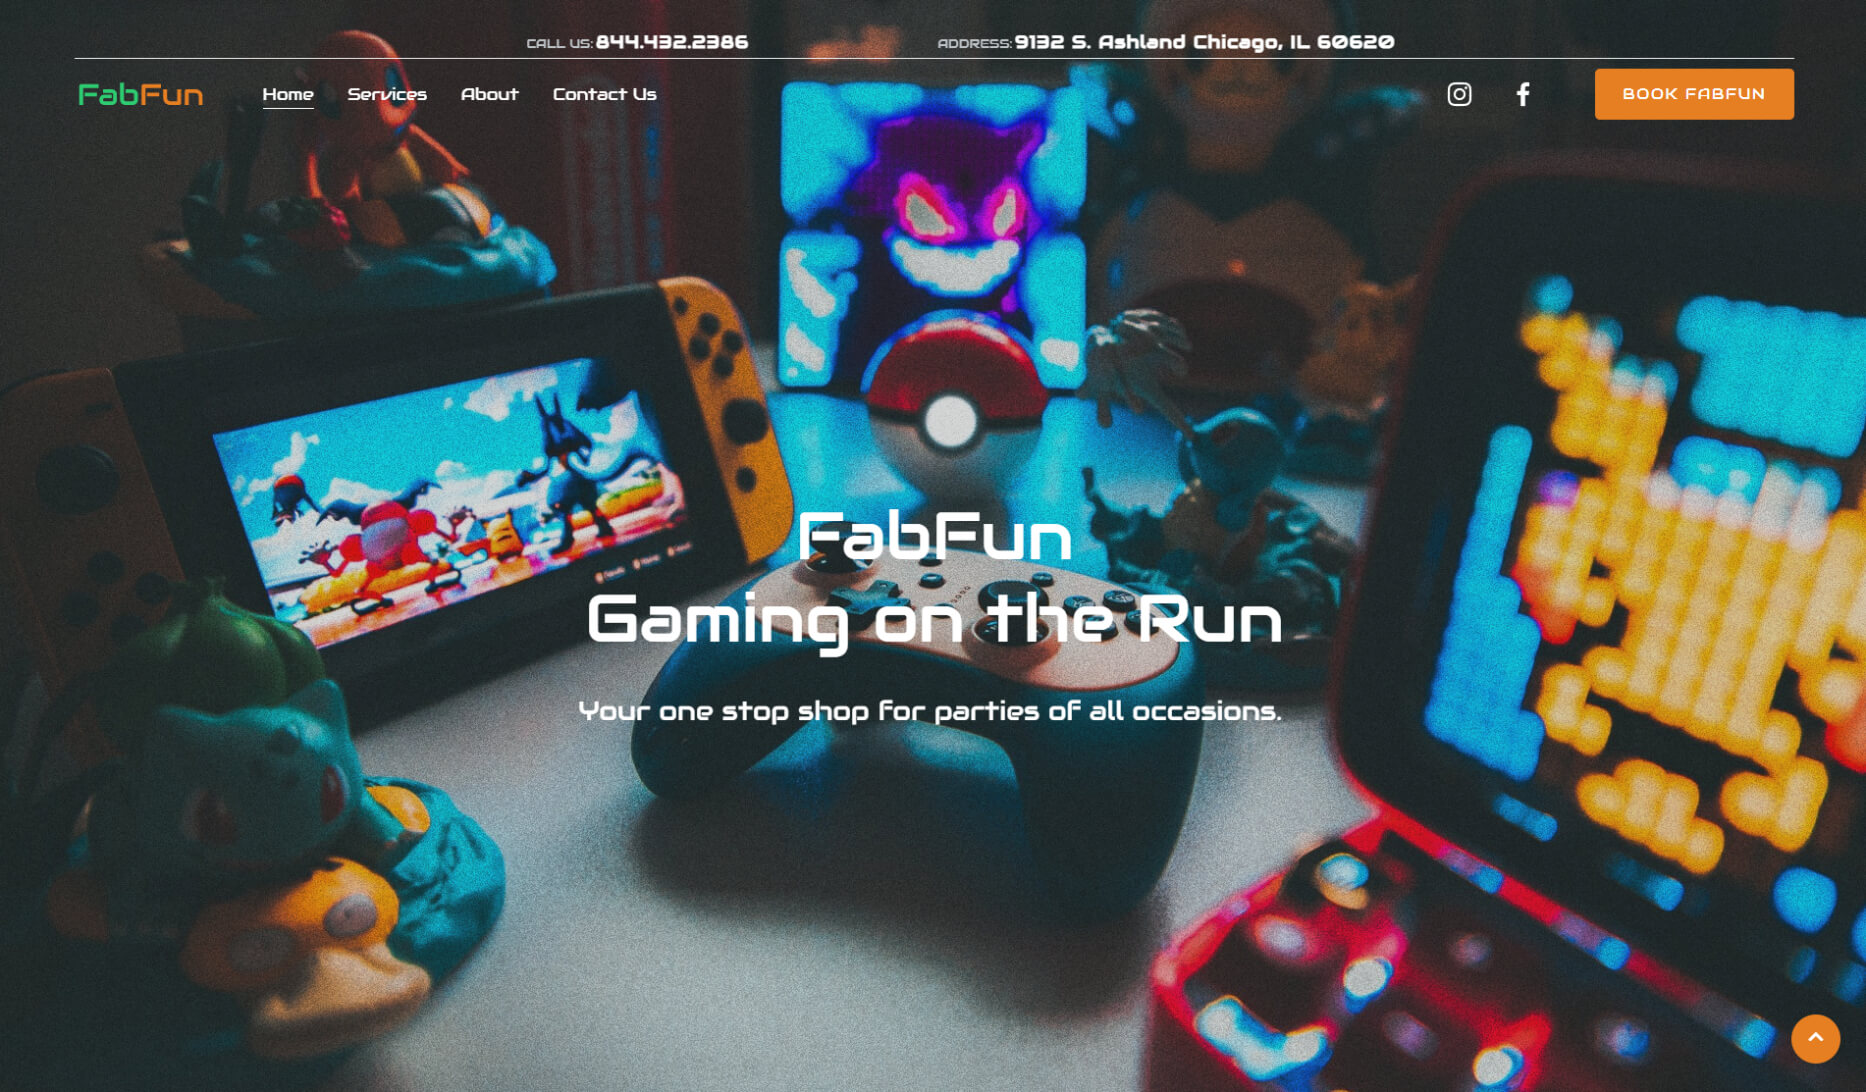 CALL US: 844.432.2386
ADDRESS: 9132 S. Ashland Chicago, IL 60620
FabFun
Home
Services
About
Contact Us
BOOK FABFUN
FabFun
Gaming on the Run
Your one stop shop for parties of all occasions.